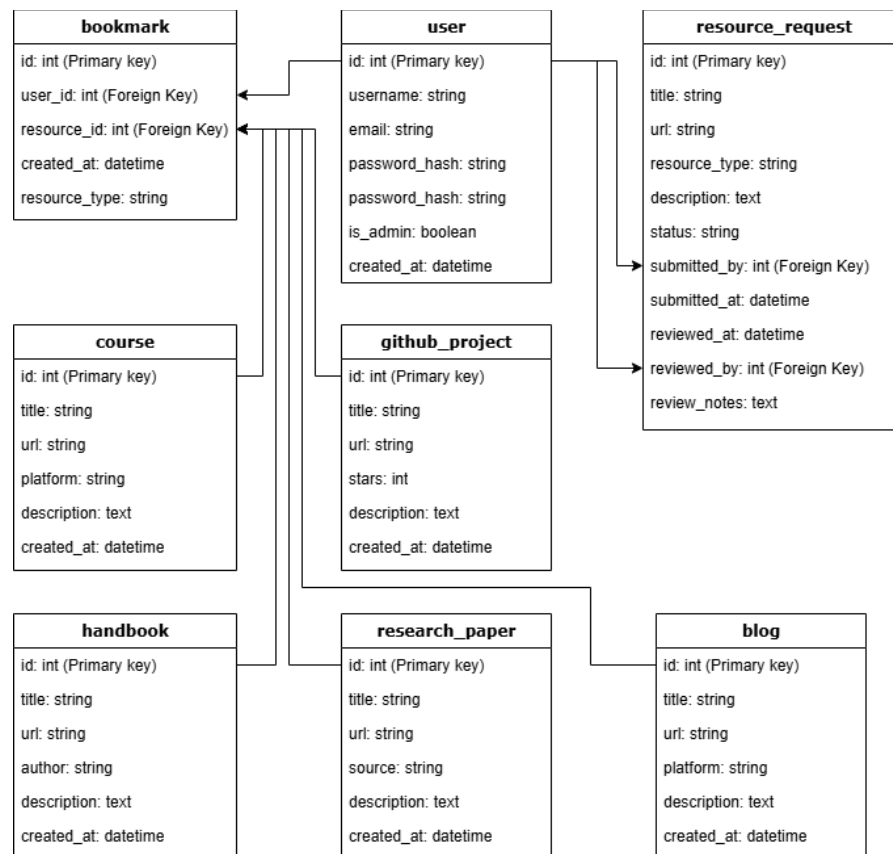 bookmark
id: int (Primary key)
user_id: int (Foreign Key)
resource_id: int (Foreign Key)
created_at: datetime
resource_type: string
user
id: int (Primary key)
username: string
email: string
password_hash: string
password_hash: string
is_admin: boolean
created_at: datetime
resource_request
id: int (Primary key)
title: string
url: string
resource_type: string
description: text
status: string
submitted_by: int (Foreign Key)
submitted_at: datetime
reviewed_at: datetime
reviewed_by: int (Foreign Key)
review_notes: text
course
id: int (Primary key)
title: string
url: string
platform: string
description: text
created_at: datetime
github_project
id: int (Primary key)
title: string
url: string
stars: int
description: text
created_at: datetime
handbook
id: int (Primary key)
title: string
url: string
author: string
description: text
created_at: datetime
research_paper
id: int (Primary key)
title: string
url: string
source: string
description: text
created_at: datetime
blog
id: int (Primary key)
title: string
url: string
platform: string
description: text
created_at: datetime